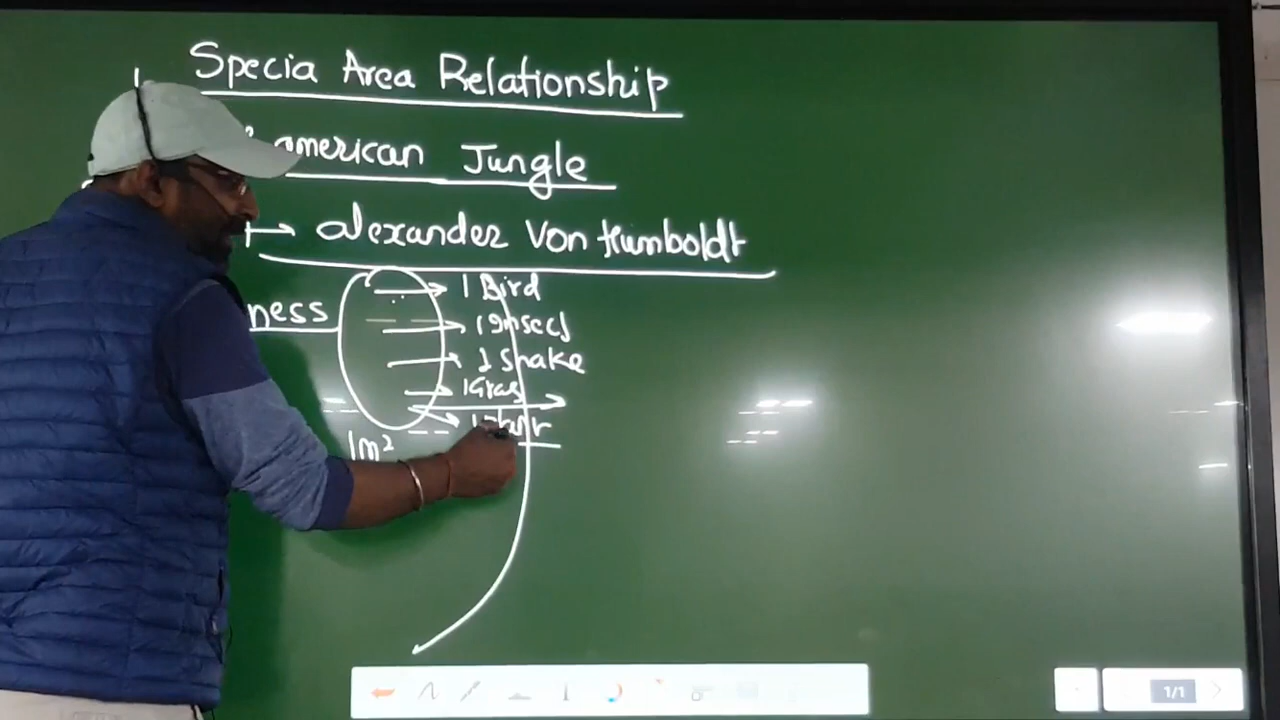 Specia Area Relationship
american Jungle
alexander Von Humboldt
1 Bird
ness
1 Insect
1 Snake
1 Gras
1m²
1/1